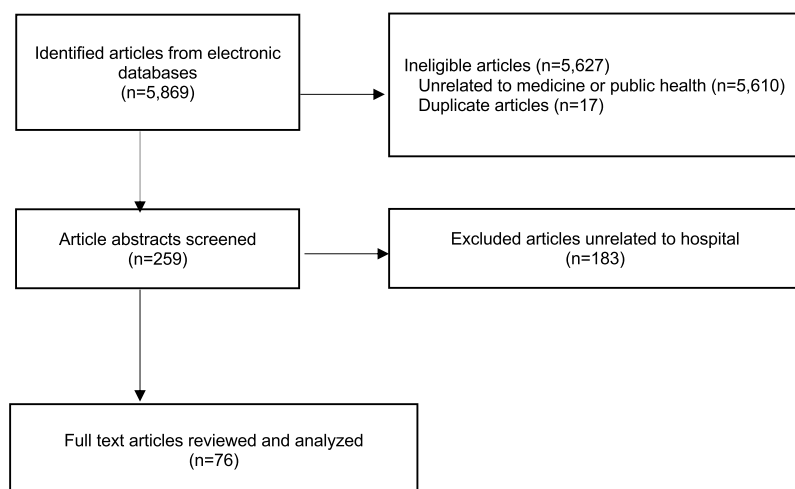 Identified articles from electronic
databases
(n=5,869)
Ineligible articles (n=5,627)
Unrelated to medicine or public health (n=5,610)
Duplicate articles (n=17)
Article abstracts screened
(n=259)
Excluded articles unrelated to hospital
(n=183)
Full text articles reviewed and analyzed
(n=76)